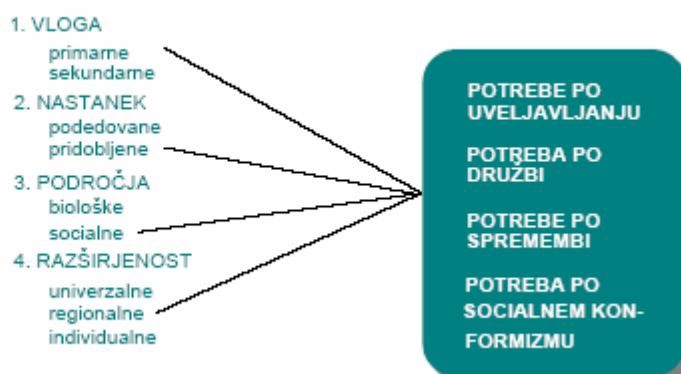 1. VLOGA
primarne
sekundarne
2. NASTANEK
podedovane
pridobljene
3. PODROČJA
biološke
socialne
4. RAZŠIRJENOST
univerzalne
regionalne
individualne
POTREBE PO
UVELJAVLJANJU
POTREBA PO
DRUŽBI
POTREBE PO
SPREMEMBI
POTREBA PO
SOCIALNEM KON-
FORMIZMU